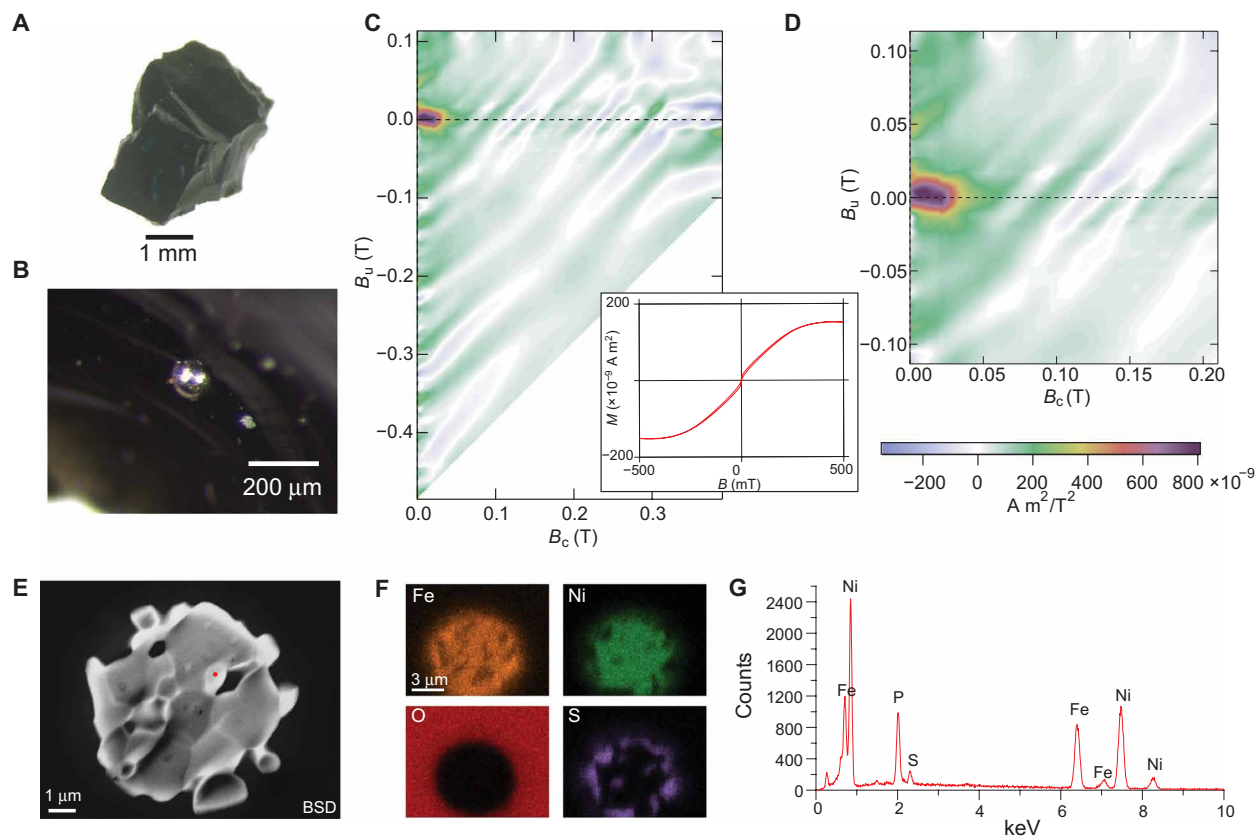 A
1 mm
B
200 μm
C
0.1
0.0
−0.1
−0.2
−0.3
−0.4
Bu (T)
0.0
0.1
0.2
0.3
Bc (T)
200
−200
M (×10⁻⁹ A m²)
−500
0
500
B (mT)
D
0.10
0.05
0.00
−0.05
−0.10
Bu (T)
0.00
0.05
0.10
0.15
0.20
Bc (T)
−200 0 200 400 600 800 ×10⁻⁹
A m²/T²
E
1 μm
BSD
F
Fe
3 μm
Ni
O
S
G
Counts
2400
2000
1600
1200
800
400
0
Ni
Fe
P
S
Fe
Fe
Ni
Ni
0 2 4 6 8 10
keV